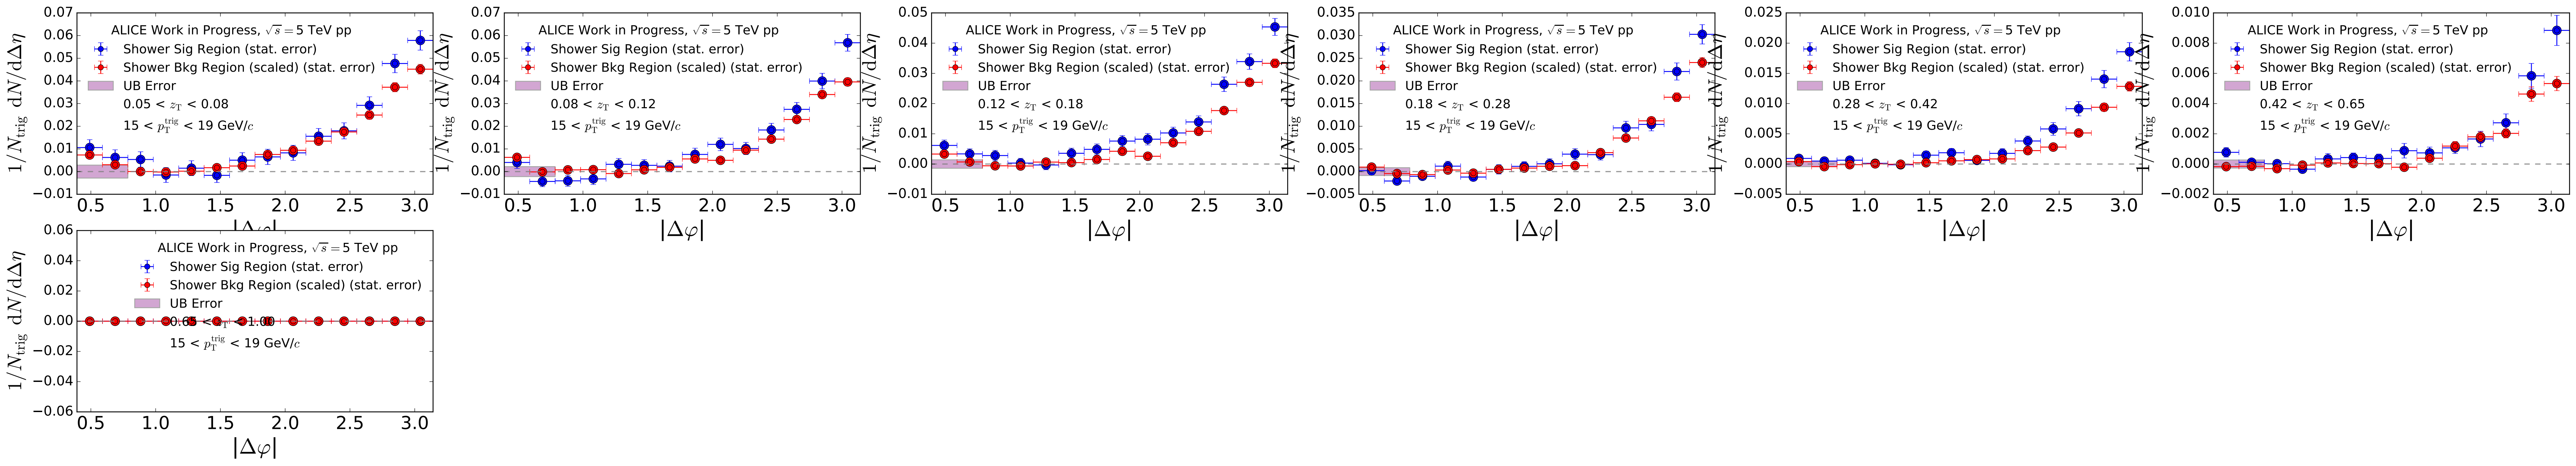 0.07
0.06
0.05
0.04
0.03
0.02
0.01
0.00
−0.01
1/N_trig dN/dΔη
ALICE Work in Progress, √s = 5 TeV pp
Shower Sig Region (stat. error)
Shower Bkg Region (scaled) (stat. error)
UB Error
0.05 < z_T < 0.08
15 < p_T^trig < 19 GeV/c
0.5 1.0 1.5 2.0 2.5 3.0
|Δφ|
0.07
0.06
0.05
0.04
0.03
0.02
0.01
0.00
−0.01
1/N_trig dN/dΔη
ALICE Work in Progress, √s = 5 TeV pp
Shower Sig Region (stat. error)
Shower Bkg Region (scaled) (stat. error)
UB Error
0.08 < z_T < 0.12
15 < p_T^trig < 19 GeV/c
0.5 1.0 1.5 2.0 2.5 3.0
|Δφ|
0.05
0.04
0.03
0.02
0.01
0.00
−0.01
1/N_trig dN/dΔη
ALICE Work in Progress, √s = 5 TeV pp
Shower Sig Region (stat. error)
Shower Bkg Region (scaled) (stat. error)
UB Error
0.12 < z_T < 0.18
15 < p_T^trig < 19 GeV/c
0.5 1.0 1.5 2.0 2.5 3.0
|Δφ|
0.035
0.030
0.025
0.020
0.015
0.010
0.005
0.000
−0.005
1/N_trig dN/dΔη
ALICE Work in Progress, √s = 5 TeV pp
Shower Sig Region (stat. error)
Shower Bkg Region (scaled) (stat. error)
UB Error
0.18 < z_T < 0.28
15 < p_T^trig < 19 GeV/c
0.5 1.0 1.5 2.0 2.5 3.0
|Δφ|
0.025
0.020
0.015
0.010
0.005
0.000
−0.005
1/N_trig dN/dΔη
ALICE Work in Progress, √s = 5 TeV pp
Shower Sig Region (stat. error)
Shower Bkg Region (scaled) (stat. error)
UB Error
0.28 < z_T < 0.42
15 < p_T^trig < 19 GeV/c
0.5 1.0 1.5 2.0 2.5 3.0
|Δφ|
0.010
0.008
0.006
0.004
0.002
0.000
−0.002
1/N_trig dN/dΔη
ALICE Work in Progress, √s = 5 TeV pp
Shower Sig Region (stat. error)
Shower Bkg Region (scaled) (stat. error)
UB Error
0.42 < z_T < 0.65
15 < p_T^trig < 19 GeV/c
0.5 1.0 1.5 2.0 2.5 3.0
|Δφ|
0.06
0.04
0.02
0.00
−0.02
−0.04
−0.06
1/N_trig dN/dΔη
ALICE Work in Progress, √s = 5 TeV pp
Shower Sig Region (stat. error)
Shower Bkg Region (scaled) (stat. error)
UB Error
0.65 < z_T < 1.00
15 < p_T^trig < 19 GeV/c
0.5 1.0 1.5 2.0 2.5 3.0
|Δφ|